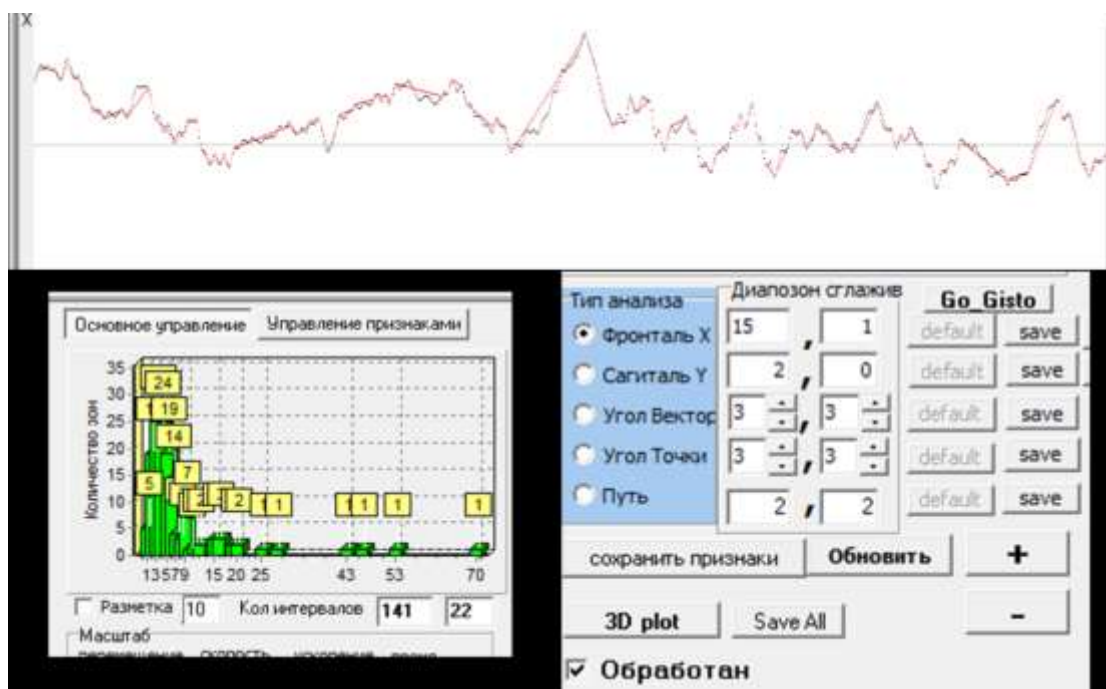 X
Основное управление Управление признаками
Количество зон
35
30
25
20
15
10
5
0
24
19
14
5
7
2
1
1
1
1
1
13579 15 20 25 43 53 70
Разметка 10 Кол интервалов 141 22
Масштаб
перемещение скорость ускорение
Тип анализа Диапозон сглажив Go_Gisto
Фронталь X 15 , 1 default save
Сагиталь Y 2 , 0 default save
Угол Вектор 3 , 3 default save
Угол Точки 3 , 3 default save
Путь 2 , 2 default save
сохранить признаки Обновить +
3D plot Save All -
Обработан